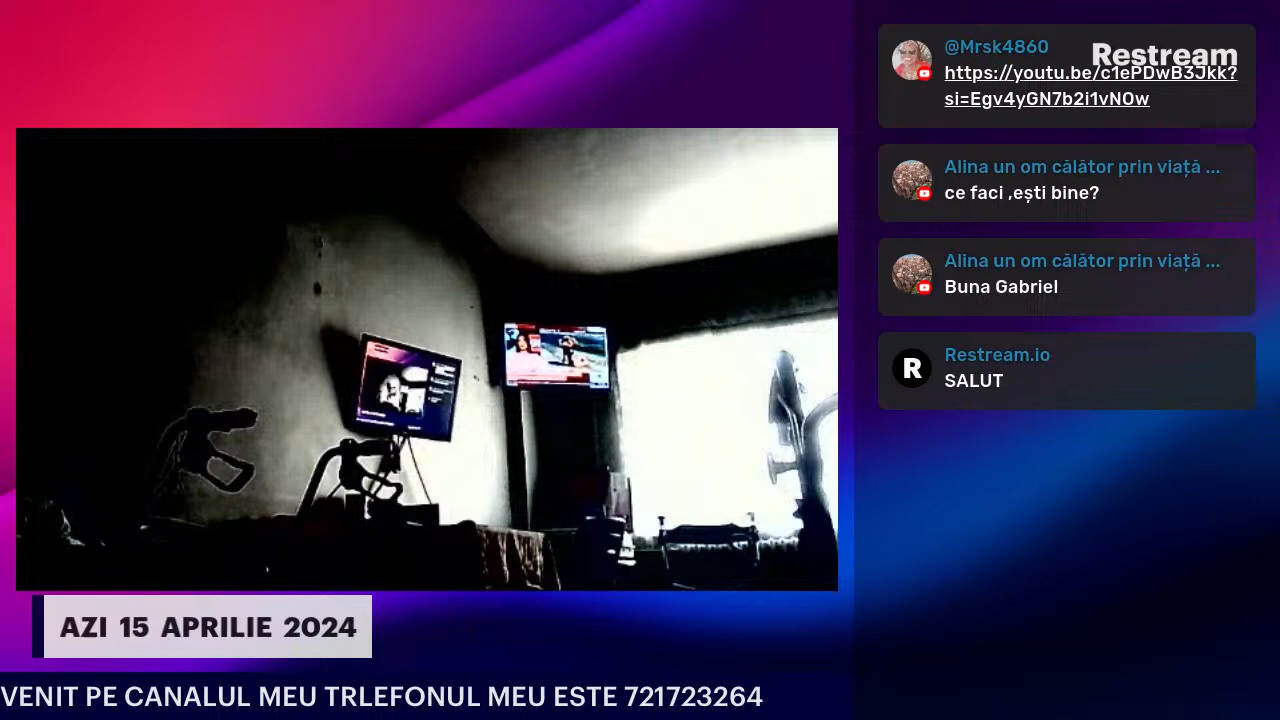 @Mrsk4860
Restream
https://youtu.be/c1ePDwB3Jkk?
si=Egv4yGN7b2i1vNOw
Alina un om călător prin viață ...
ce faci ,ești bine?
Alina un om călător prin viață ...
Buna Gabriel
R
Restream.io
SALUT
AZI 15 APRILIE 2024
VENIT PE CANALUL MEU TRLEFONUL MEU ESTE 721723264